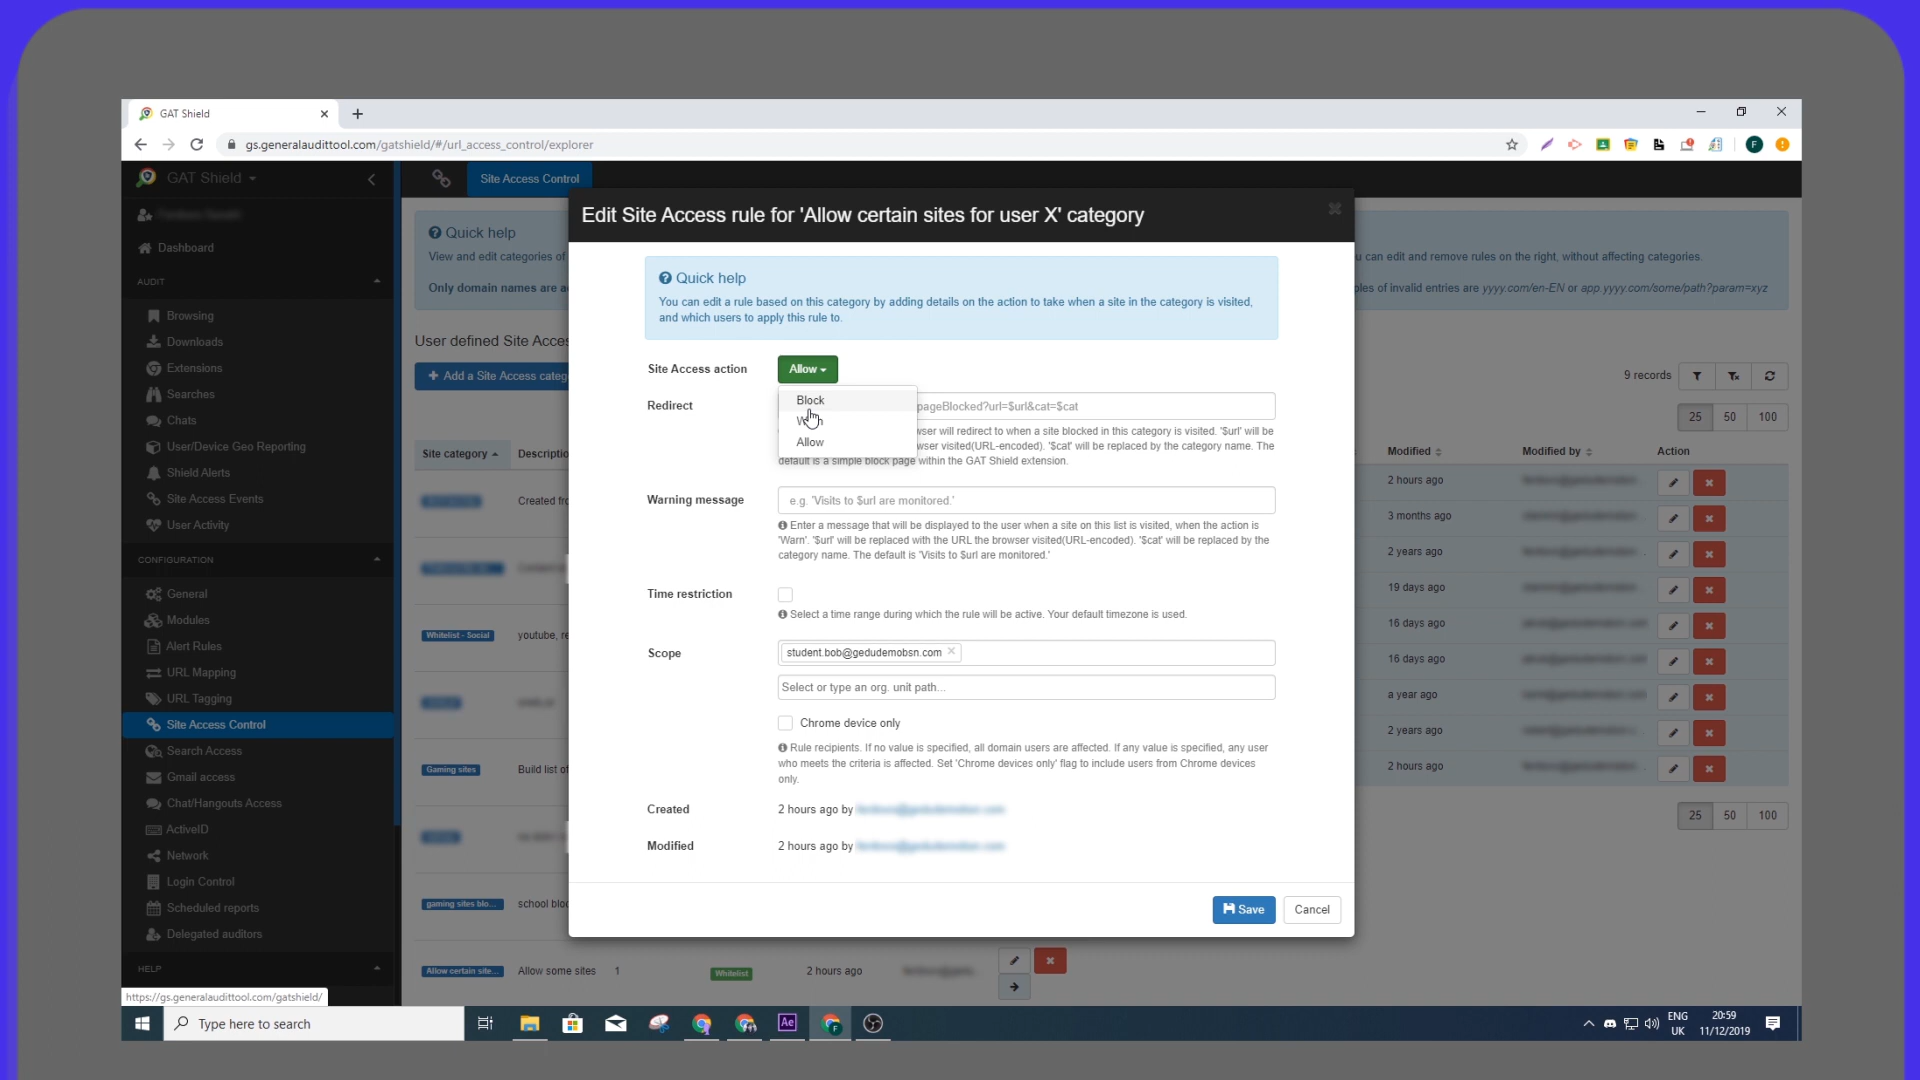 GAT Shield
gs.generalaudittool.com/gatshield/#/url_access_control/explorer
GAT Shield
Dashboard
AUDIT
Browsing
Downloads
Extensions
Searches
Chats
User/Device Geo Reporting
Shield Alerts
Site Access Events
User Activity
CONFIGURATION
General
Modules
Alert Rules
URL Mapping
URL Tagging
Site Access Control
Search Access
Gmail access
Chat/Hangouts Access
ActiveID
Network
Login Control
Scheduled reports
Delegated auditors
HELP
https://gs.generalaudittool.com/gatshield/
Site Access Control
Quick help
View and edit categories of
u can edit and remove rules on the right, without affecting categories.
Only domain names are a
ples of invalid entries are yyyy.com/en-EN or app.yyyy.com/some/path?param=xyz
User defined Site Acces
+ Add a Site Access categ
9 records
25 50 100
Site category Descriptio
Modified Modified by Action
Created fro
2 hours ago
3 months ago
2 years ago
19 days ago
Whitelist - Social youtube, re
16 days ago
16 days ago
a year ago
2 years ago
Gaming sites Build list of
2 hours ago
25 50 100
gaming sites blo... school bloc
Allow certain site... Allow some sites 1 Whitelist 2 hours ago
Edit Site Access rule for 'Allow certain sites for user X' category
Quick help
You can edit a rule based on this category by adding details on the action to take when a site in the category is visited,
and which users to apply this rule to.
Site Access action Allow
Block
Allow
Redirect pageBlocked?url=$url&cat=$cat
wser will redirect to when a site blocked in this category is visited. '$url' will be
wser visited(URL-encoded). '$cat' will be replaced by the category name. The
default is a simple block page within the GAT Shield extension.
Warning message e.g. 'Visits to $url are monitored.'
Enter a message that will be displayed to the user when a site on this list is visited, when the action is
'Warn'. '$url' will be replaced with the URL the browser visited(URL-encoded). '$cat' will be replaced by the
category name. The default is 'Visits to $url are monitored.'
Time restriction
Select a time range during which the rule will be active. Your default timezone is used.
Scope student.bob@gedudemobsn.com
Select or type an org. unit path...
Chrome device only
Rule recipients. If no value is specified, all domain users are affected. If any value is specified, any user
who meets the criteria is affected. Set 'Chrome devices only' flag to include users from Chrome devices
only.
Created 2 hours ago by
Modified 2 hours ago by
Save Cancel
Type here to search
Ae
F
ENG
UK
20:59
11/12/2019